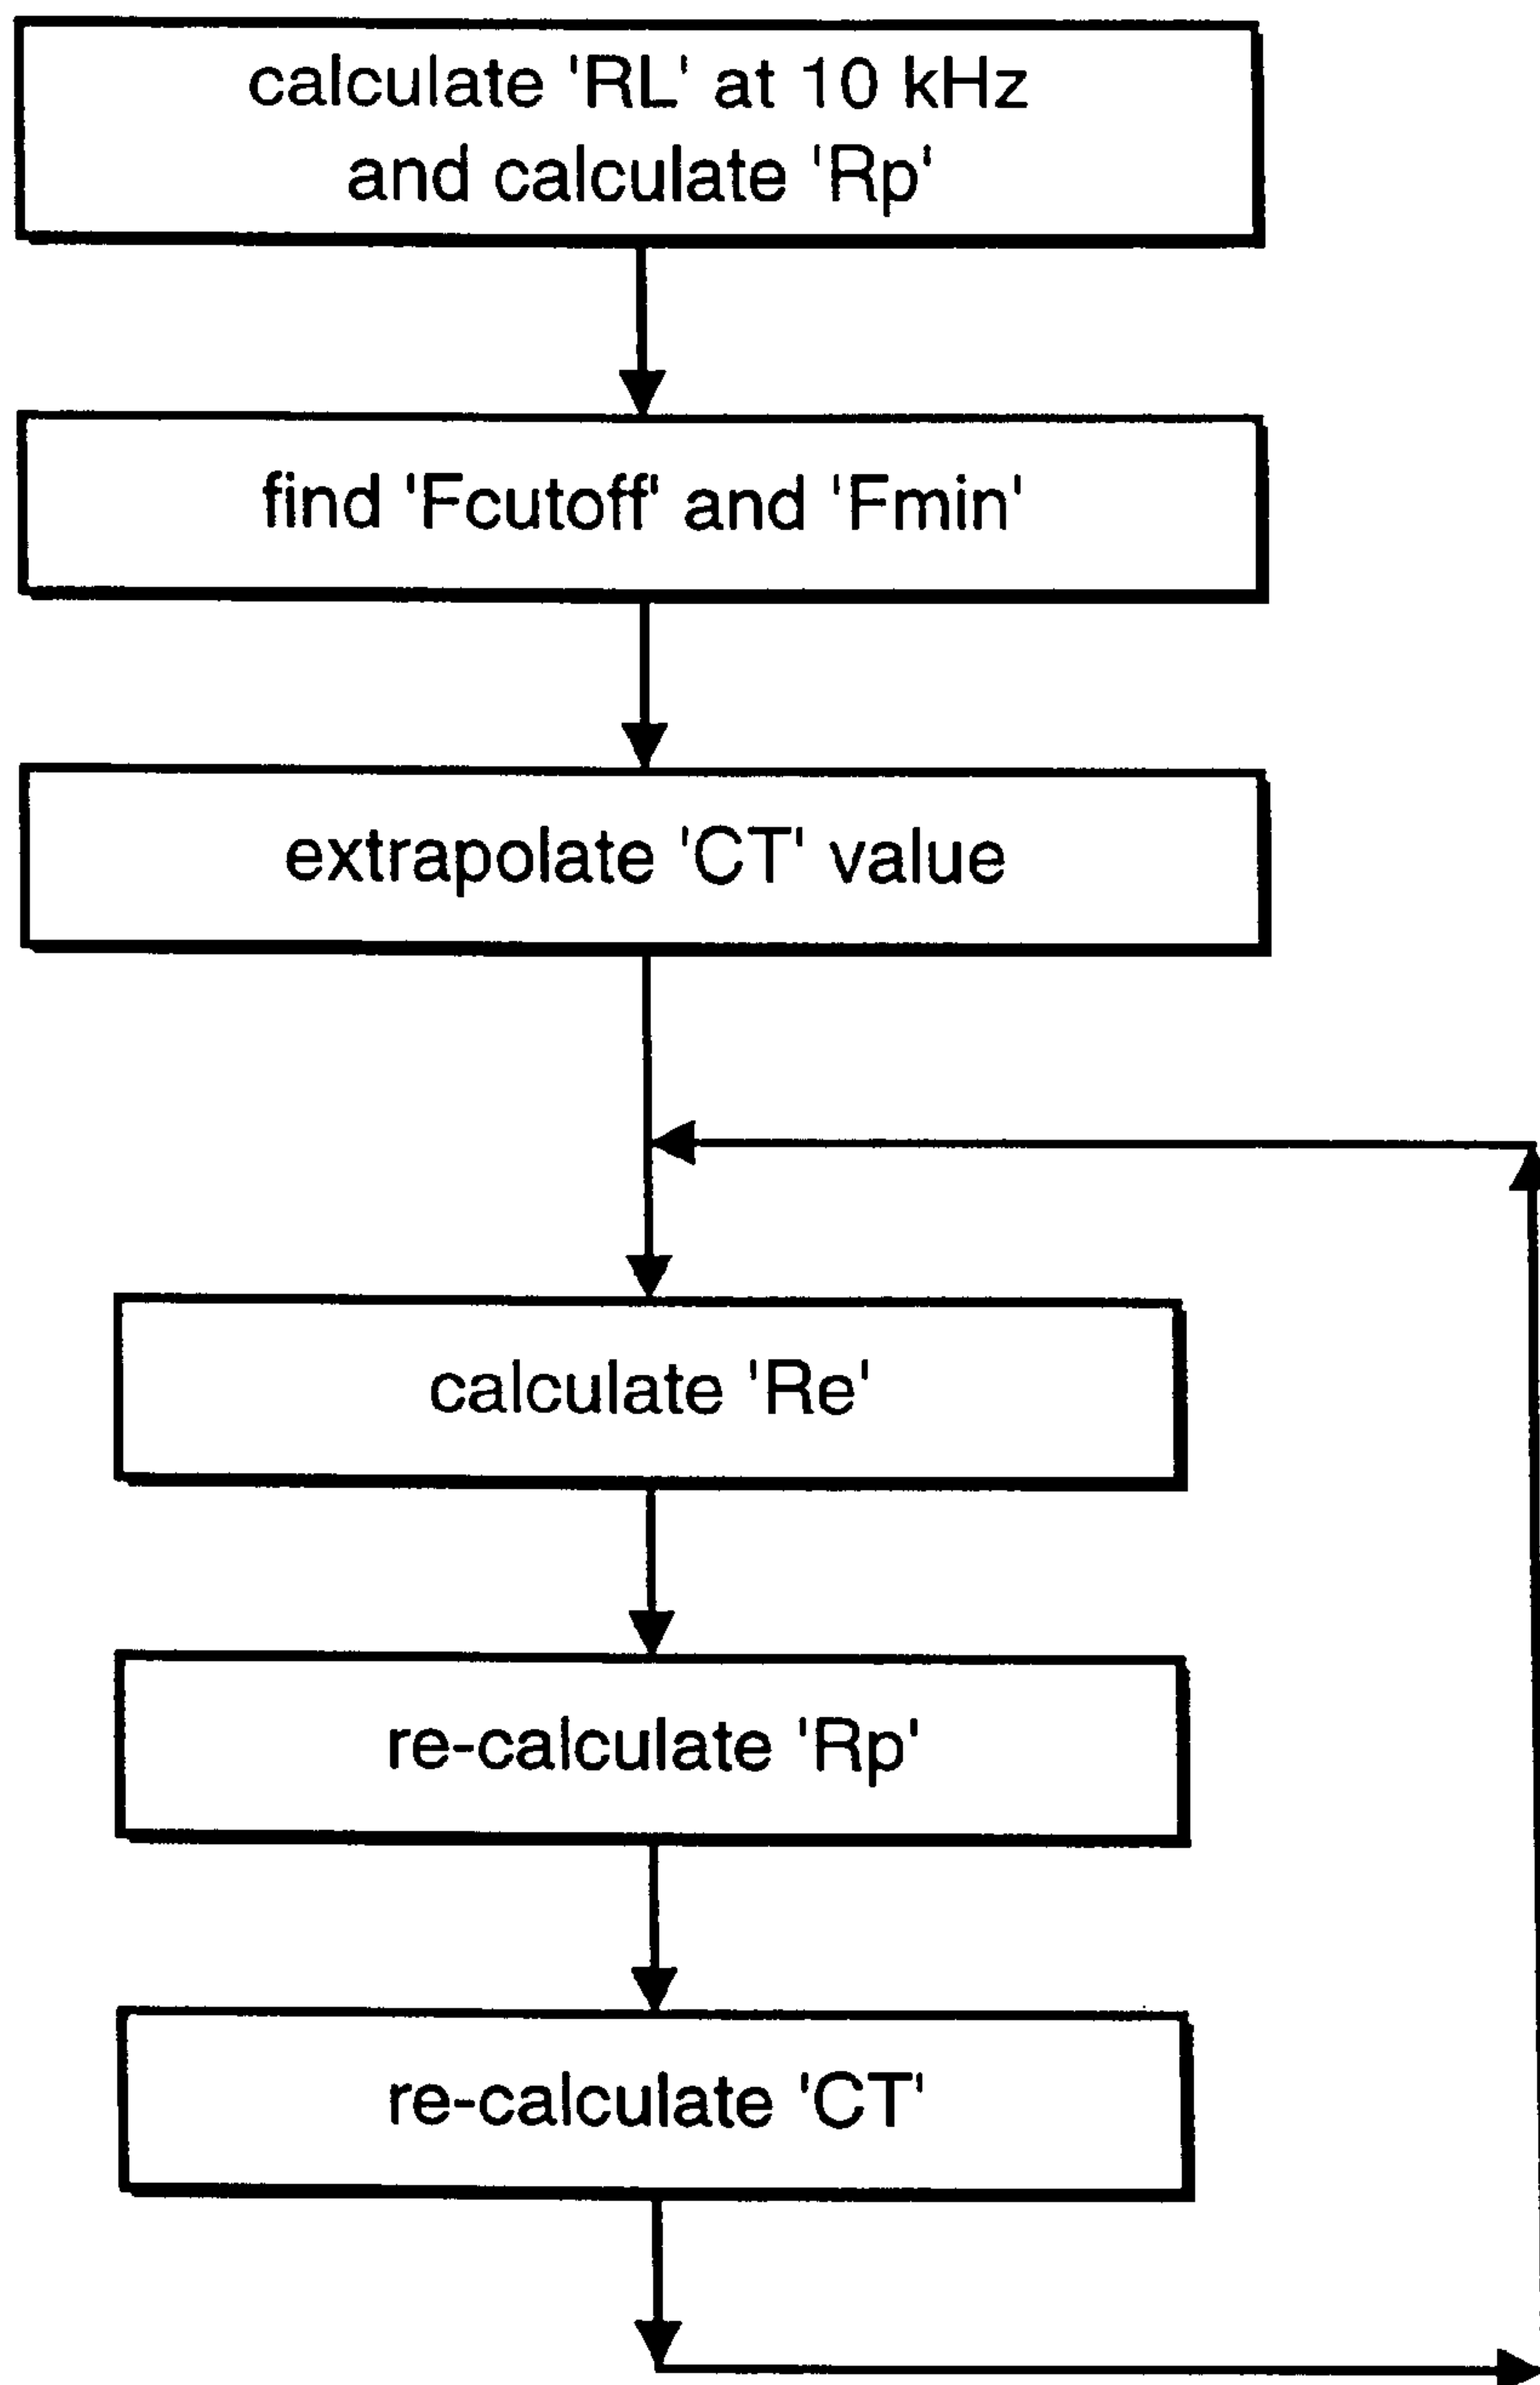 calculate 'RL' at 10 kHz
and calculate 'Rp'
find 'Fcutoff' and 'Fmin'
extrapolate 'CT' value
calculate 'Re'
re-calculate 'Rp'
re-calculate 'CT'